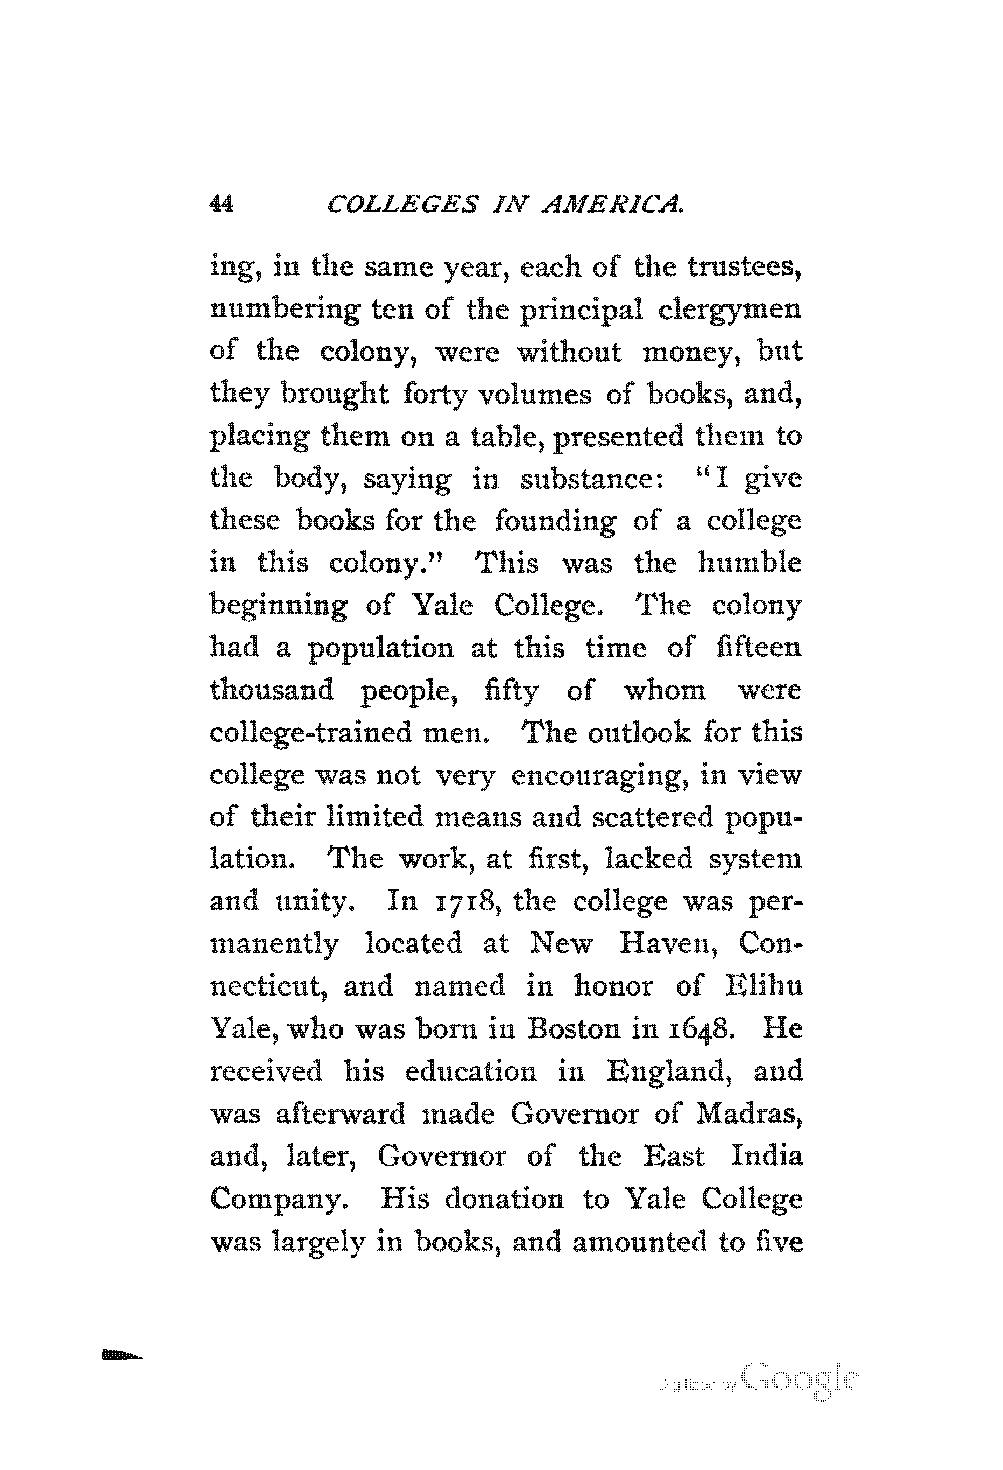 44 COLLEGES IN AMERICA.
ing, in the same year, each of the trustees,
numbering ten of the principal clergymen
of the colony, were without money, but
they brought forty volumes of books, and,
placing them on a table, presented them to
the body, saying in substance: “I give
these books for the founding of a college
in this colony.” This was the humble
beginning of Yale College. The colony
had a population at this time of fifteen
thousand people, fifty of whom were
college-trained men. The outlook for this
college was not very encouraging, in view
of their limited means and scattered popu-
lation. The work, at first, lacked system
and unity. In 1718, the college was per-
manently located at New Haven, Con-
necticut, and named in honor of Elihu
Yale, who was born in Boston in 1648. He
received his education in England, and
was afterward made Governor of Madras,
and, later, Governor of the East India
Company. His donation to Yale College
was largely in books, and amounted to five
Digitized by Google